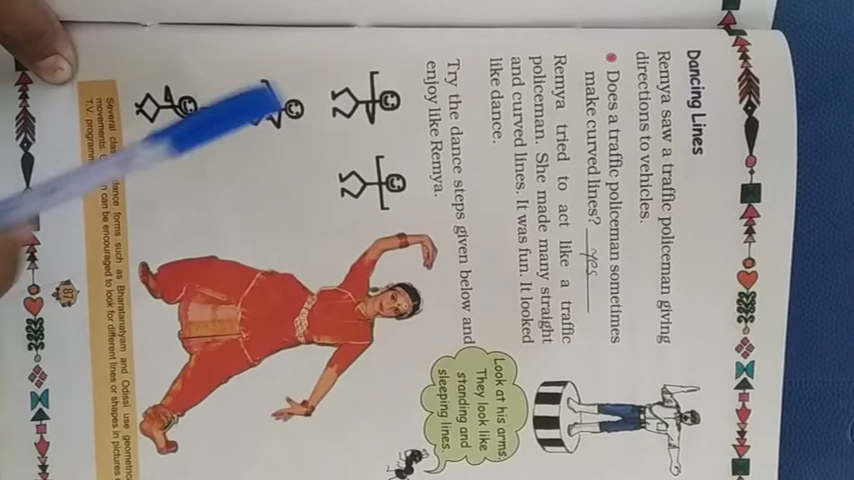 Dancing Lines
Remya saw a traffic policeman giving
directions to vehicles.
Does a traffic policeman sometimes
make curved lines? yes
Remya tried to act like a traffic
policeman. She made many straight
and curved lines. It was fun. It looked
like dance.
Look at his arms.
They look like
standing and
sleeping lines.
Try the dance steps given below and
enjoy like Remya.
Several dance forms such as Bharatanatyam and Odissi use
movements. can be encouraged to look for different lines or shapes in pictures
T.V.
87